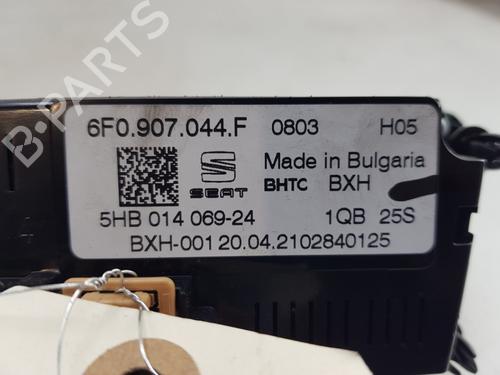 B-PARTS
6F0.907.044.F 0803 H05
SEAT
Made in Bulgaria
BHTC BXH
5HB 014 069-24 1QB 25S
BXH-001 20.04.2102840125